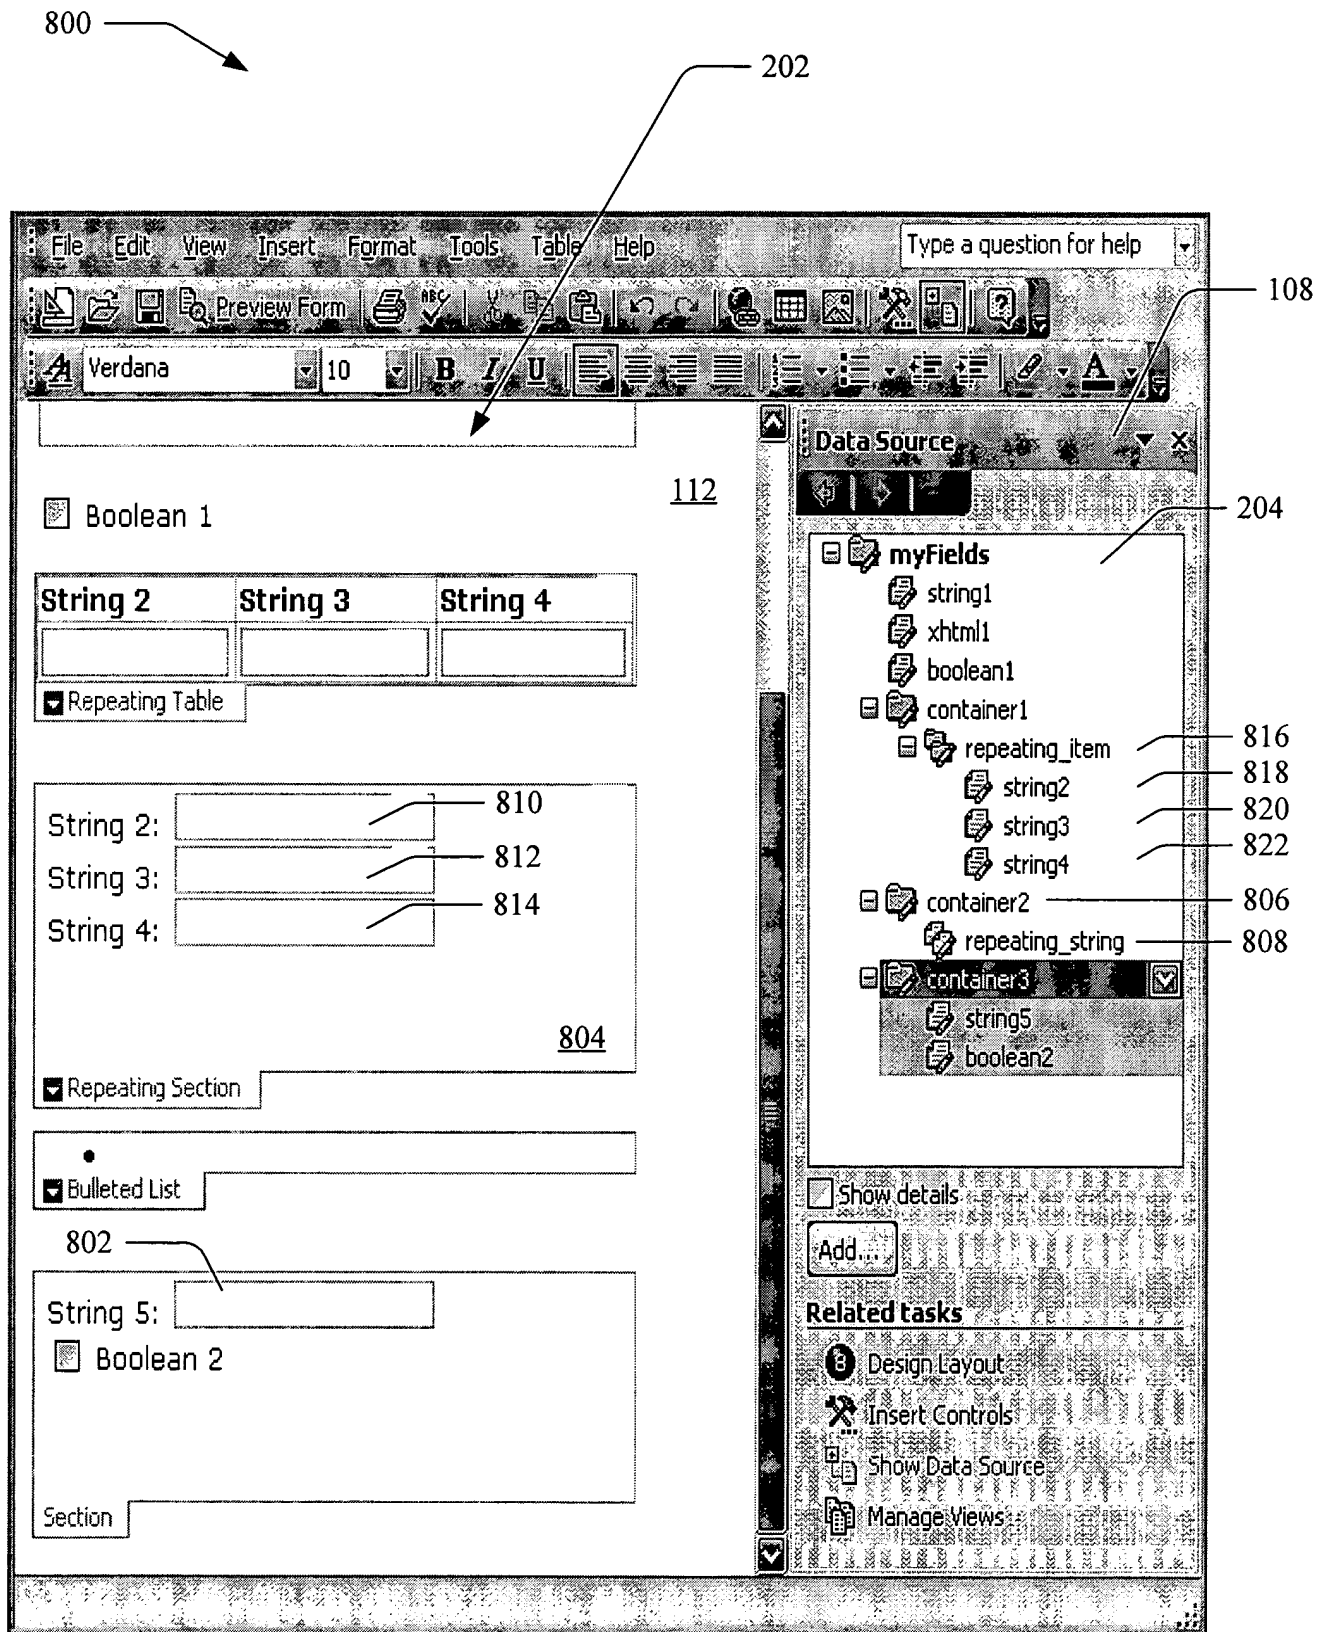 800
202
File Edit View Insert Format Tools Table Help Type a question for help
Preview Form ABC
108
Verdana 10 B I U A
Data Source
112
204
Boolean 1
myFields
string1
xhtml1
boolean1
container1
repeating_item 816
string2 818
string3 820
string4 822
container2 806
repeating_string 808
container3
string5
boolean2
String 2 String 3 String 4
Repeating Table
String 2: 810
String 3: 812
String 4: 814
804
Repeating Section
Bulleted List
802
String 5:
Boolean 2
Section
Show details
Add...
Related tasks
Design Layout
Insert Controls
Show Data Source
Manage Views